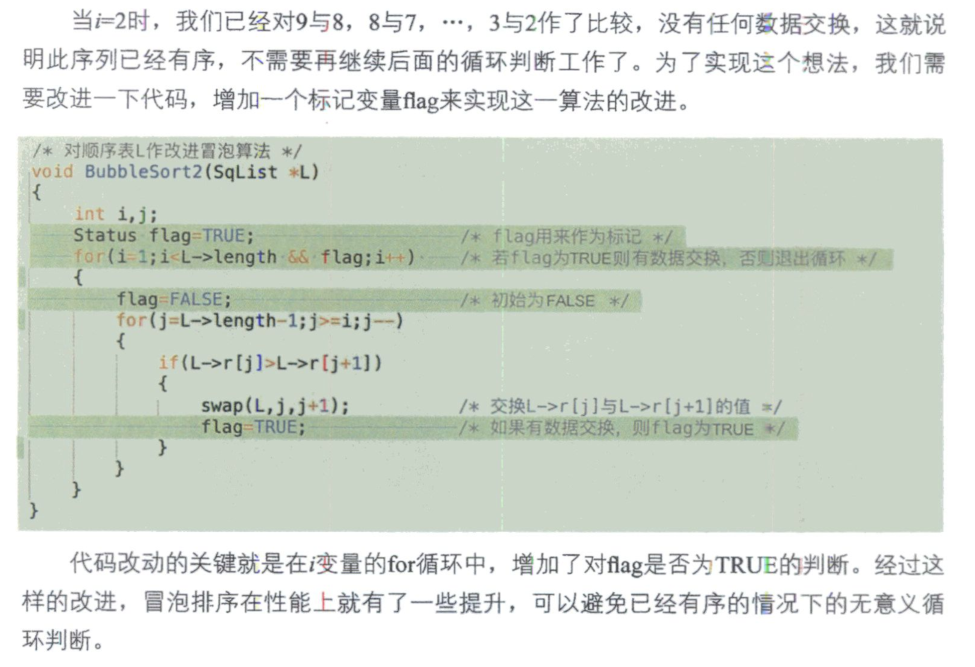 当i=2时，我们已经对9与8，8与7，…，3与2作了比较，没有任何数据交换，这就说
明此序列已经有序，不需要再继续后面的循环判断工作了。为了实现这个想法，我们需
要改进一下代码，增加一个标记变量flag来实现这一算法的改进。
/* 对顺序表L作改进冒泡算法 */
void BubbleSort2(SqList *L)
{
    int i,j;
    Status flag=TRUE;    /* flag用来作为标记 */
    for(i=1;i<L->length && flag;i++)    /* 若flag为TRUE则有数据交换，否则退出循环 */
    {
        flag=FALSE;    /* 初始为FALSE */
        for(j=L->length-1;j>=i;j--)
        {
            if(L->r[j]>L->r[j+1])
            {
                swap(L,j,j+1);    /* 交换L->r[j]与L->r[j+1]的值 */
                flag=TRUE;    /* 如果有数据交换，则flag为TRUE */
            }
        }
    }
}
代码改动的关键就是在i变量的for循环中，增加了对flag是否为TRUE的判断。经过这
样的改进，冒泡排序在性能上就有了一些提升，可以避免已经有序的情况下的无意义循
环判断。